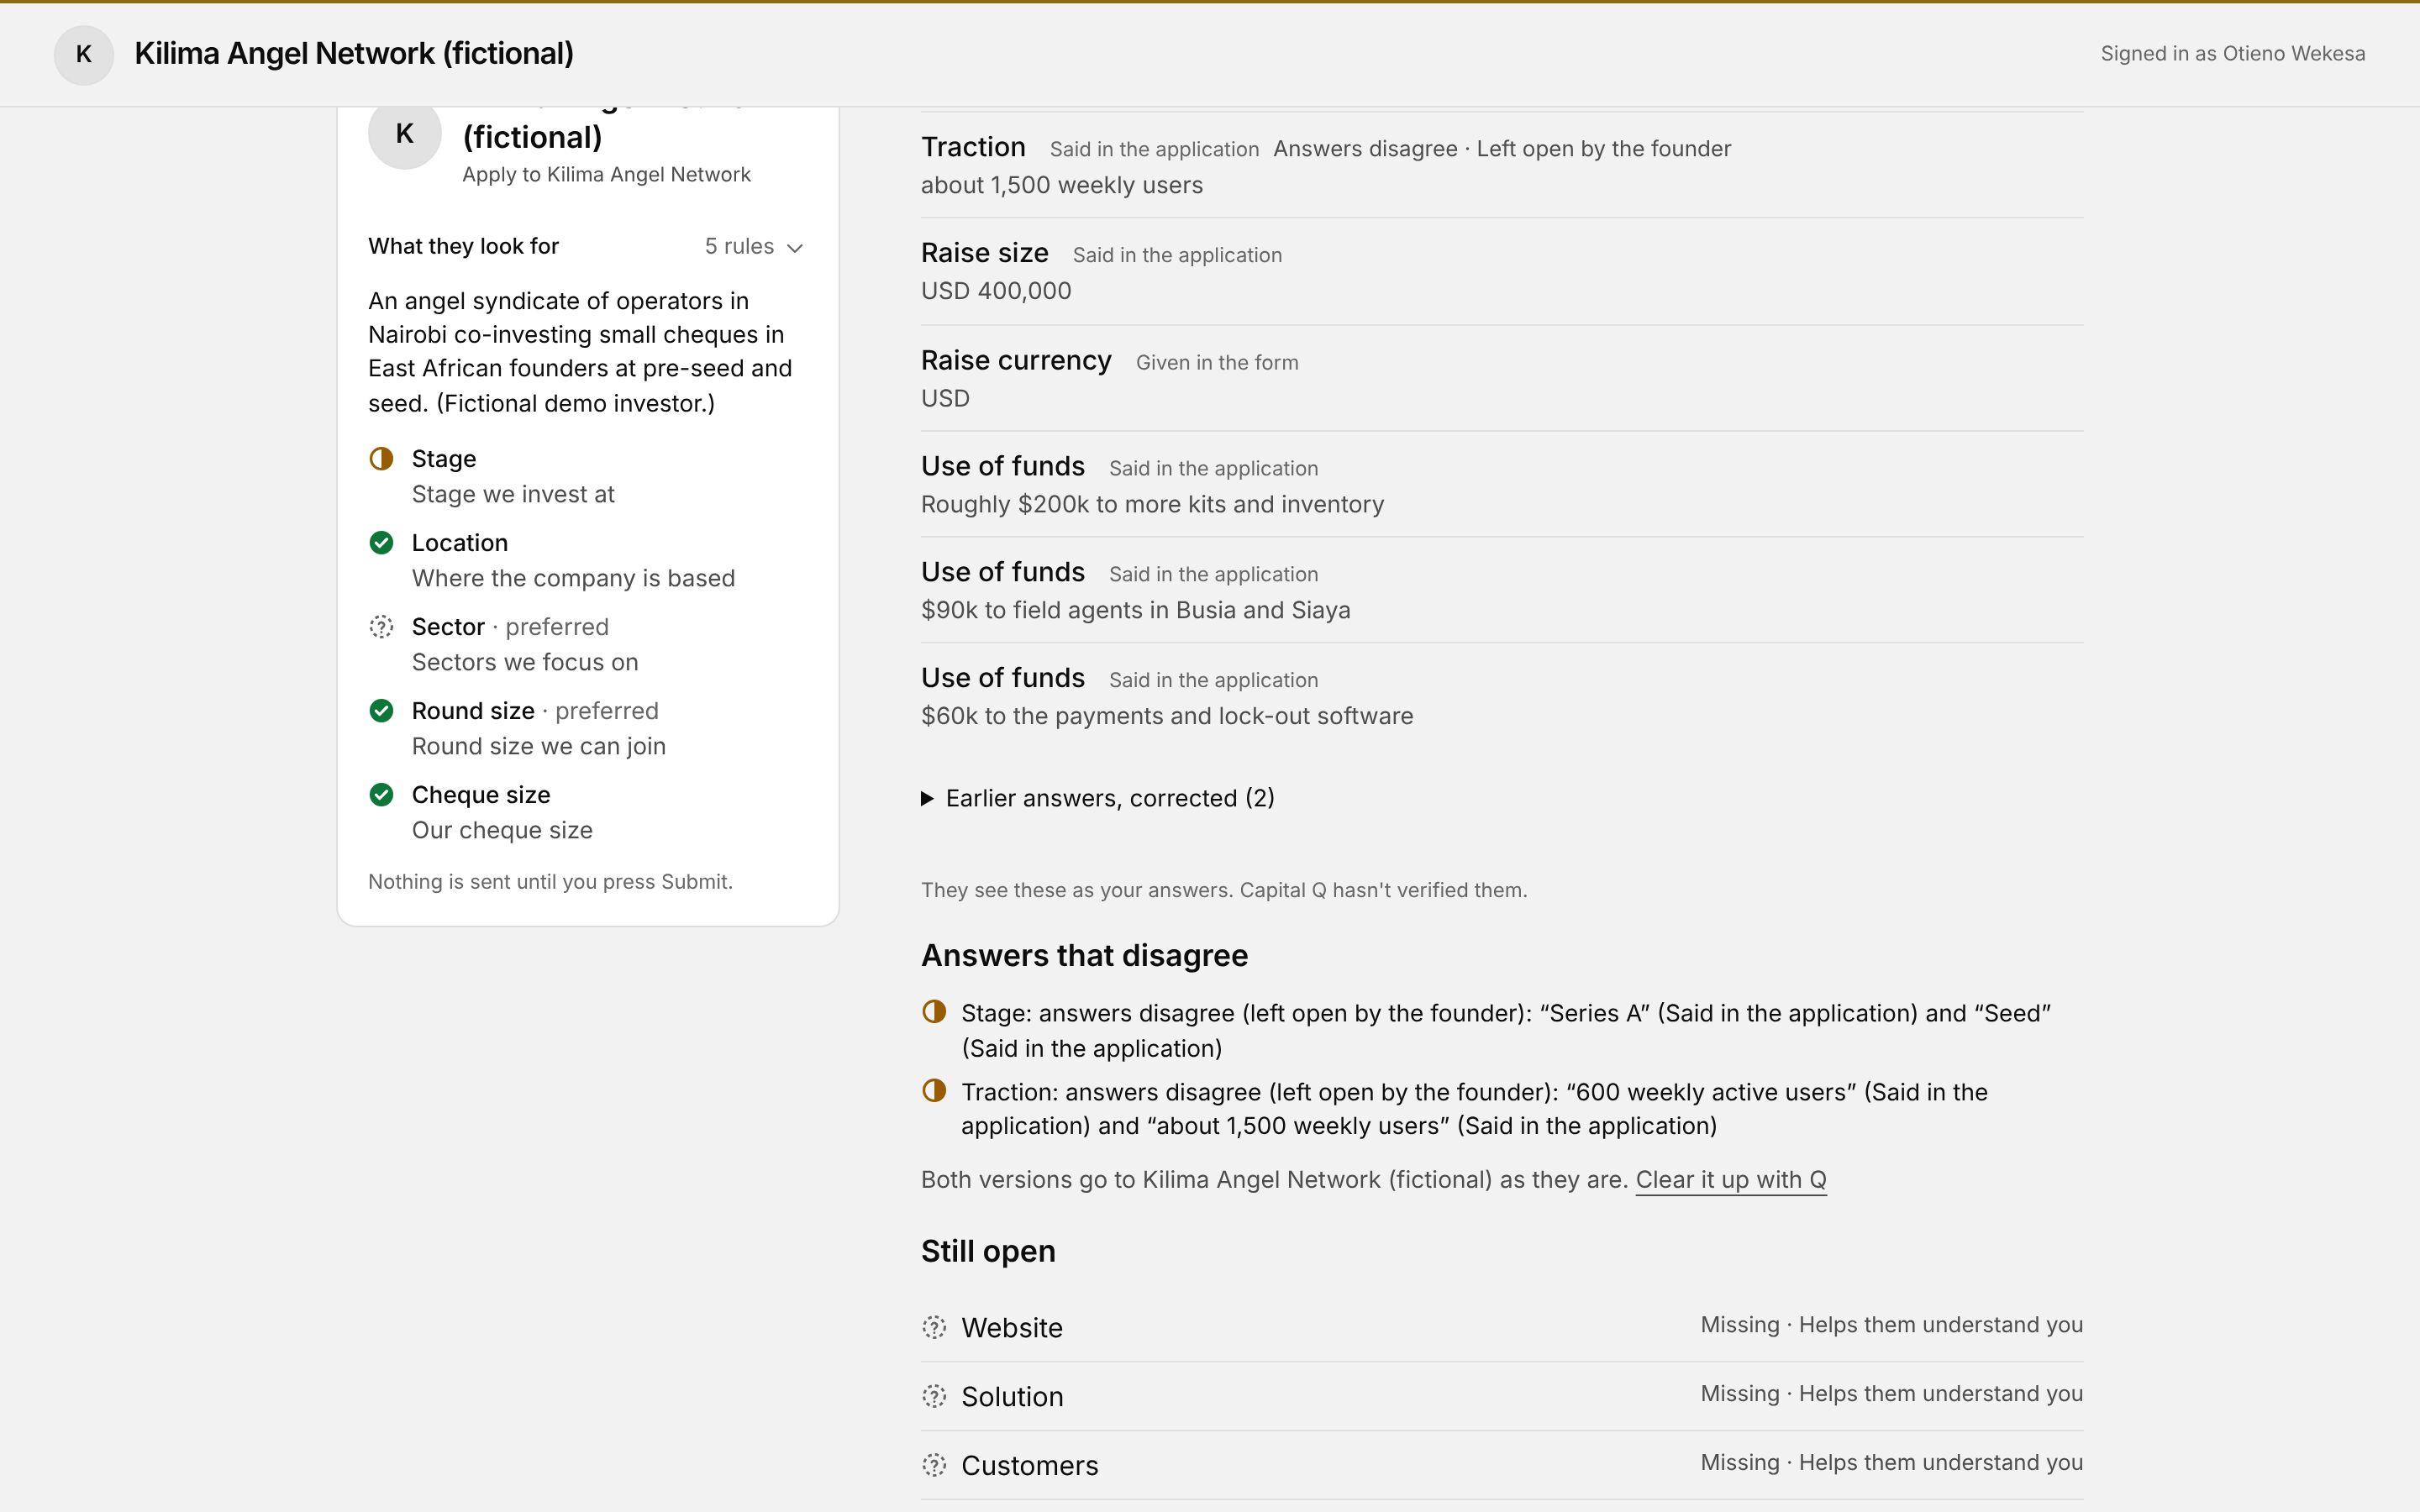 K
Kilima Angel Network (fictional)
Signed in as Otieno Wekesa
K
(fictional)
Apply to Kilima Angel Network
What they look for
5 rules
An angel syndicate of operators in
Nairobi co-investing small cheques in
East African founders at pre-seed and
seed. (Fictional demo investor.)
Stage
Stage we invest at
Location
Where the company is based
Sector · preferred
Sectors we focus on
Round size · preferred
Round size we can join
Cheque size
Our cheque size
Nothing is sent until you press Submit.
Traction Said in the application Answers disagree · Left open by the founder
about 1,500 weekly users
Raise size Said in the application
USD 400,000
Raise currency Given in the form
USD
Use of funds Said in the application
Roughly $200k to more kits and inventory
Use of funds Said in the application
$90k to field agents in Busia and Siaya
Use of funds Said in the application
$60k to the payments and lock-out software
Earlier answers, corrected (2)
They see these as your answers. Capital Q hasn't verified them.
Answers that disagree
Stage: answers disagree (left open by the founder): “Series A” (Said in the application) and “Seed”
(Said in the application)
Traction: answers disagree (left open by the founder): “600 weekly active users” (Said in the
application) and “about 1,500 weekly users” (Said in the application)
Both versions go to Kilima Angel Network (fictional) as they are. Clear it up with Q
Still open
Website
Missing · Helps them understand you
Solution
Missing · Helps them understand you
Customers
Missing · Helps them understand you